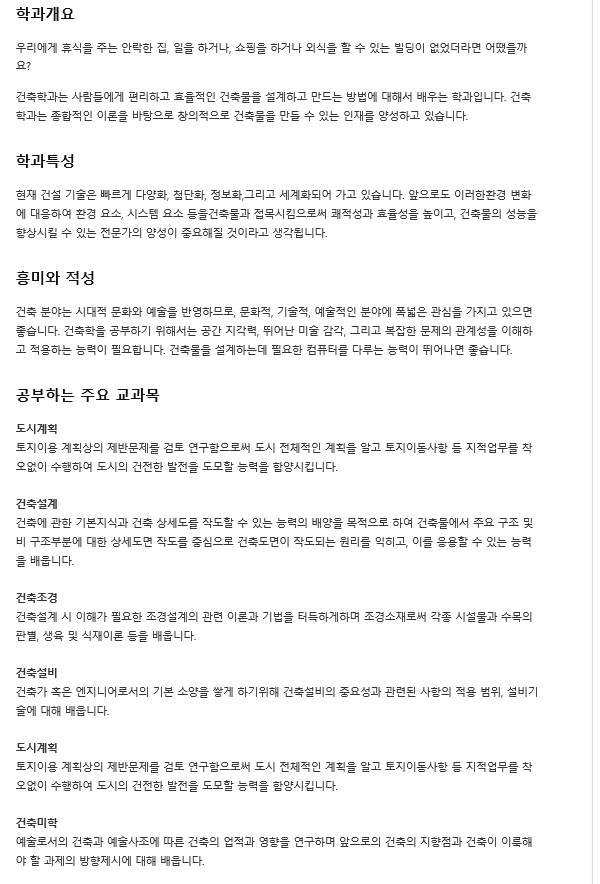 학과개요
우리에게 휴식을 주는 안락한 집, 일을 하거나, 쇼핑을 하거나 외식을 할 수 있는 빌딩이 없었더라면 어땠을까
요?
건축학과는 사람들에게 편리하고 효율적인 건축물을 설계하고 만드는 방법에 대해서 배우는 학과입니다. 건축
학과는 종합적인 이론을 바탕으로 창의적으로 건축물을 만들 수 있는 인재를 양성하고 있습니다.
학과특성
현재 건설 기술은 빠르게 다양화, 첨단화, 정보화,그리고 세계화되어 가고 있습니다. 앞으로도 이러한환경 변화
에 대응하여 환경 요소, 시스템 요소 등을건축물과 접목시킴으로써 쾌적성과 효율성을 높이고, 건축물의 성능을
향상시킬 수 있는 전문가의 양성이 중요해질 것이라고 생각됩니다.
흥미와 적성
건축 분야는 시대적 문화와 예술을 반영하므로, 문화적, 기술적, 예술적인 분야에 폭넓은 관심을 가지고 있으면
좋습니다. 건축학을 공부하기 위해서는 공간 지각력, 뛰어난 미술 감각, 그리고 복잡한 문제의 관계성을 이해하
고 적용하는 능력이 필요합니다. 건축물을 설계하는데 필요한 컴퓨터를 다루는 능력이 뛰어나면 좋습니다.
공부하는 주요 교과목
도시계획
토지이용 계획상의 제반문제를 검토 연구함으로써 도시 전체적인 계획을 알고 토지이동사항 등 지적업무를 착
오없이 수행하여 도시의 건전한 발전을 도모할 능력을 함양시킵니다.
건축설계
건축에 관한 기본지식과 건축 상세도를 작도할 수 있는 능력의 배양을 목적으로 하여 건축물에서 주요 구조 및
비 구조부분에 대한 상세도면 작도를 중심으로 건축도면이 작도되는 원리를 익히고, 이를 응용할 수 있는 능력
을 배웁니다.
건축조경
건축설계 시 이해가 필요한 조경설계의 관련 이론과 기법을 터득하게하며 조경소재로써 각종 시설물과 수목의
판별, 생육 및 식재이론 등을 배웁니다.
건축설비
건축가 혹은 엔지니어로서의 기본 소양을 쌓게 하기위해 건축설비의 중요성과 관련된 사항의 적용 범위, 설비기
술에 대해 배웁니다.
도시계획
토지이용 계획상의 제반문제를 검토 연구함으로써 도시 전체적인 계획을 알고 토지이동사항 등 지적업무를 착
오없이 수행하여 도시의 건전한 발전을 도모할 능력을 함양시킵니다.
건축미학
예술로서의 건축과 예술사조에 따른 건축의 업적과 영향을 연구하며 앞으로의 건축의 지향점과 건축이 이룩해
야 할 과제의 방향제시에 대해 배웁니다.